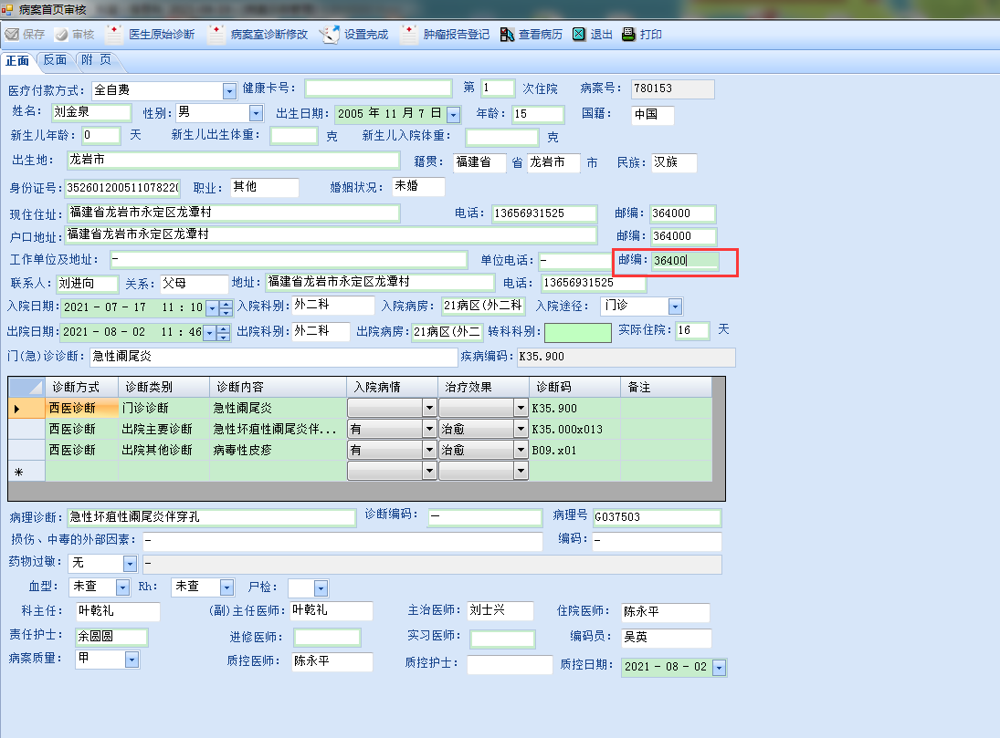 病案首页审核
保存 审核 医生原始诊断 病案室诊断修改 设置完成 肿瘤报告登记 查看病历 退出 打印
正面 反面 附 页
医疗付款方式: 全自费 健康卡号: 第 1 次住院 病案号: 780153
姓名: 刘金泉 性别: 男 出生日期: 2005 年 11 月 7 日 年龄: 15 国籍: 中国
新生儿年龄: 0 天 新生儿出生体重: 克 新生儿入院体重: 克
出生地: 龙岩市 籍贯: 福建省 省 龙岩市 市 民族: 汉族
身份证号: 35260120051107822( 职业: 其他 婚姻状况: 未婚
现住住址: 福建省龙岩市永定区龙潭村 电话: 13656931525 邮编: 364000
户口地址: 福建省龙岩市永定区龙潭村 邮编: 364000
工作单位及地址: - 单位电话: - 邮编: 36400
联系人: 刘进向 关系: 父母 地址: 福建省龙岩市永定区龙潭村 电话: 13656931525
入院日期: 2021 - 07 - 17 11 : 10 入院科别: 外二科 入院病房: 21病区(外二科 入院途径: 门诊
出院日期: 2021 - 08 - 02 11 : 46 出院科别: 外二科 出院病房: 21病区(外二 转科科别: 实际住院: 16 天
门(急)诊诊断: 急性阑尾炎 疾病编码: K35.900
诊断方式 诊断类别 诊断内容 入院病情 治疗效果 诊断码 备注
西医诊断 门诊诊断 急性阑尾炎 K35.900
西医诊断 出院主要诊断 急性坏疽性阑尾炎伴... 有 治愈 K35.000x013
西医诊断 出院其他诊断 病毒性皮疹 有 治愈 B09.x01
*
病理诊断: 急性坏疽性阑尾炎伴穿孔 诊断编码: — 病理号 G037503
损伤、中毒的外部因素: - 编码: -
药物过敏: 无 -
血型: 未查 Rh: 未查 尸检:
科主任: 叶乾礼 (副)主任医师: 叶乾礼 主治医师: 刘士兴 住院医师: 陈永平
责任护士: 余圆圆 进修医师: 实习医师: 编码员: 吴英
病案质量: 甲 质控医师: 陈永平 质控护士: 质控日期: 2021 - 08 - 02